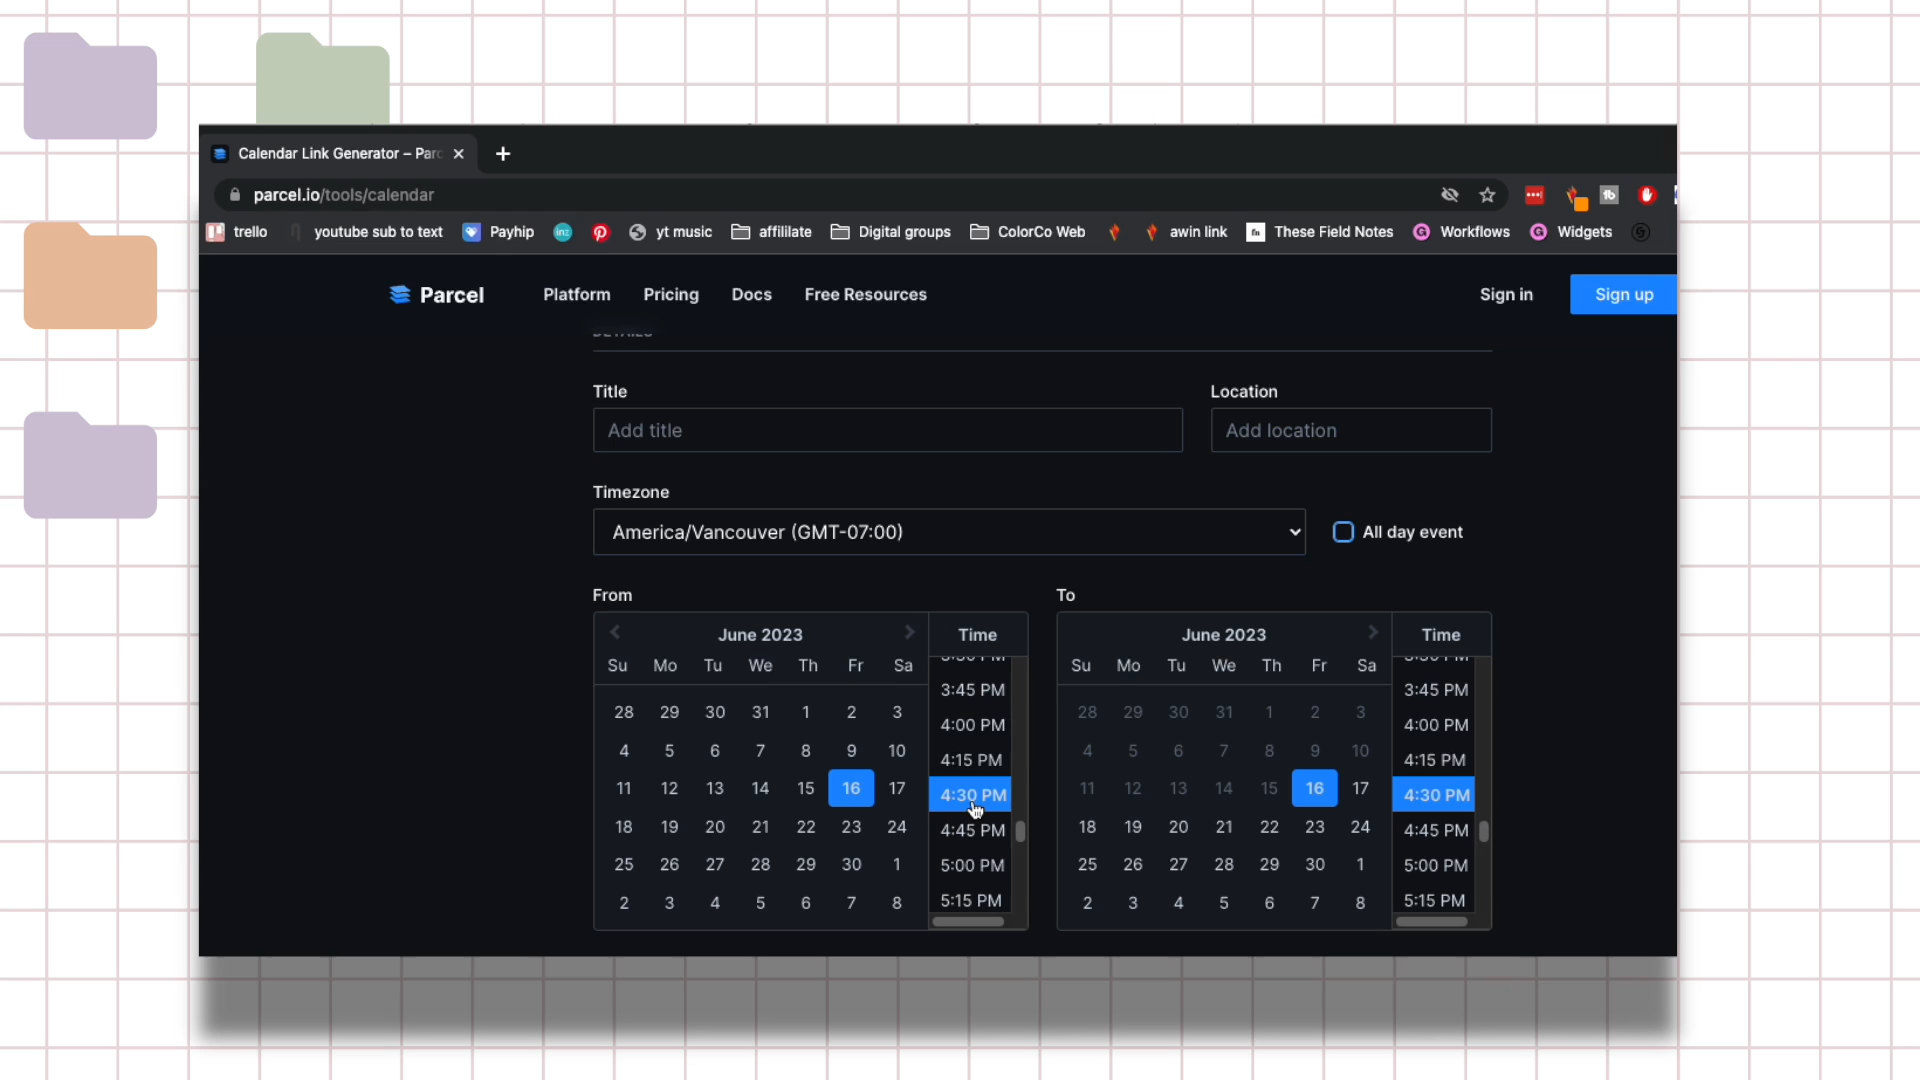 Calendar Link Generator – Parc
parcel.io/tools/calendar
trello youtube sub to text Payhip yt music affililate Digital groups ColorCo Web awin link fn These Field Notes Workflows Widgets
Parcel Platform Pricing Docs Free Resources Sign in Sign up
Title Location
Add title Add location
Timezone
America/Vancouver (GMT-07:00) All day event
From To
June 2023 Time June 2023 Time
Su Mo Tu We Th Fr Sa Su Mo Tu We Th Fr Sa
3:45 PM 3:45 PM
28 29 30 31 1 2 3 4:00 PM 28 29 30 31 1 2 3 4:00 PM
4 5 6 7 8 9 10 4:15 PM 4 5 6 7 8 9 10 4:15 PM
11 12 13 14 15 16 17 4:30 PM 11 12 13 14 15 16 17 4:30 PM
18 19 20 21 22 23 24 4:45 PM 18 19 20 21 22 23 24 4:45 PM
25 26 27 28 29 30 1 5:00 PM 25 26 27 28 29 30 1 5:00 PM
2 3 4 5 6 7 8 5:15 PM 2 3 4 5 6 7 8 5:15 PM